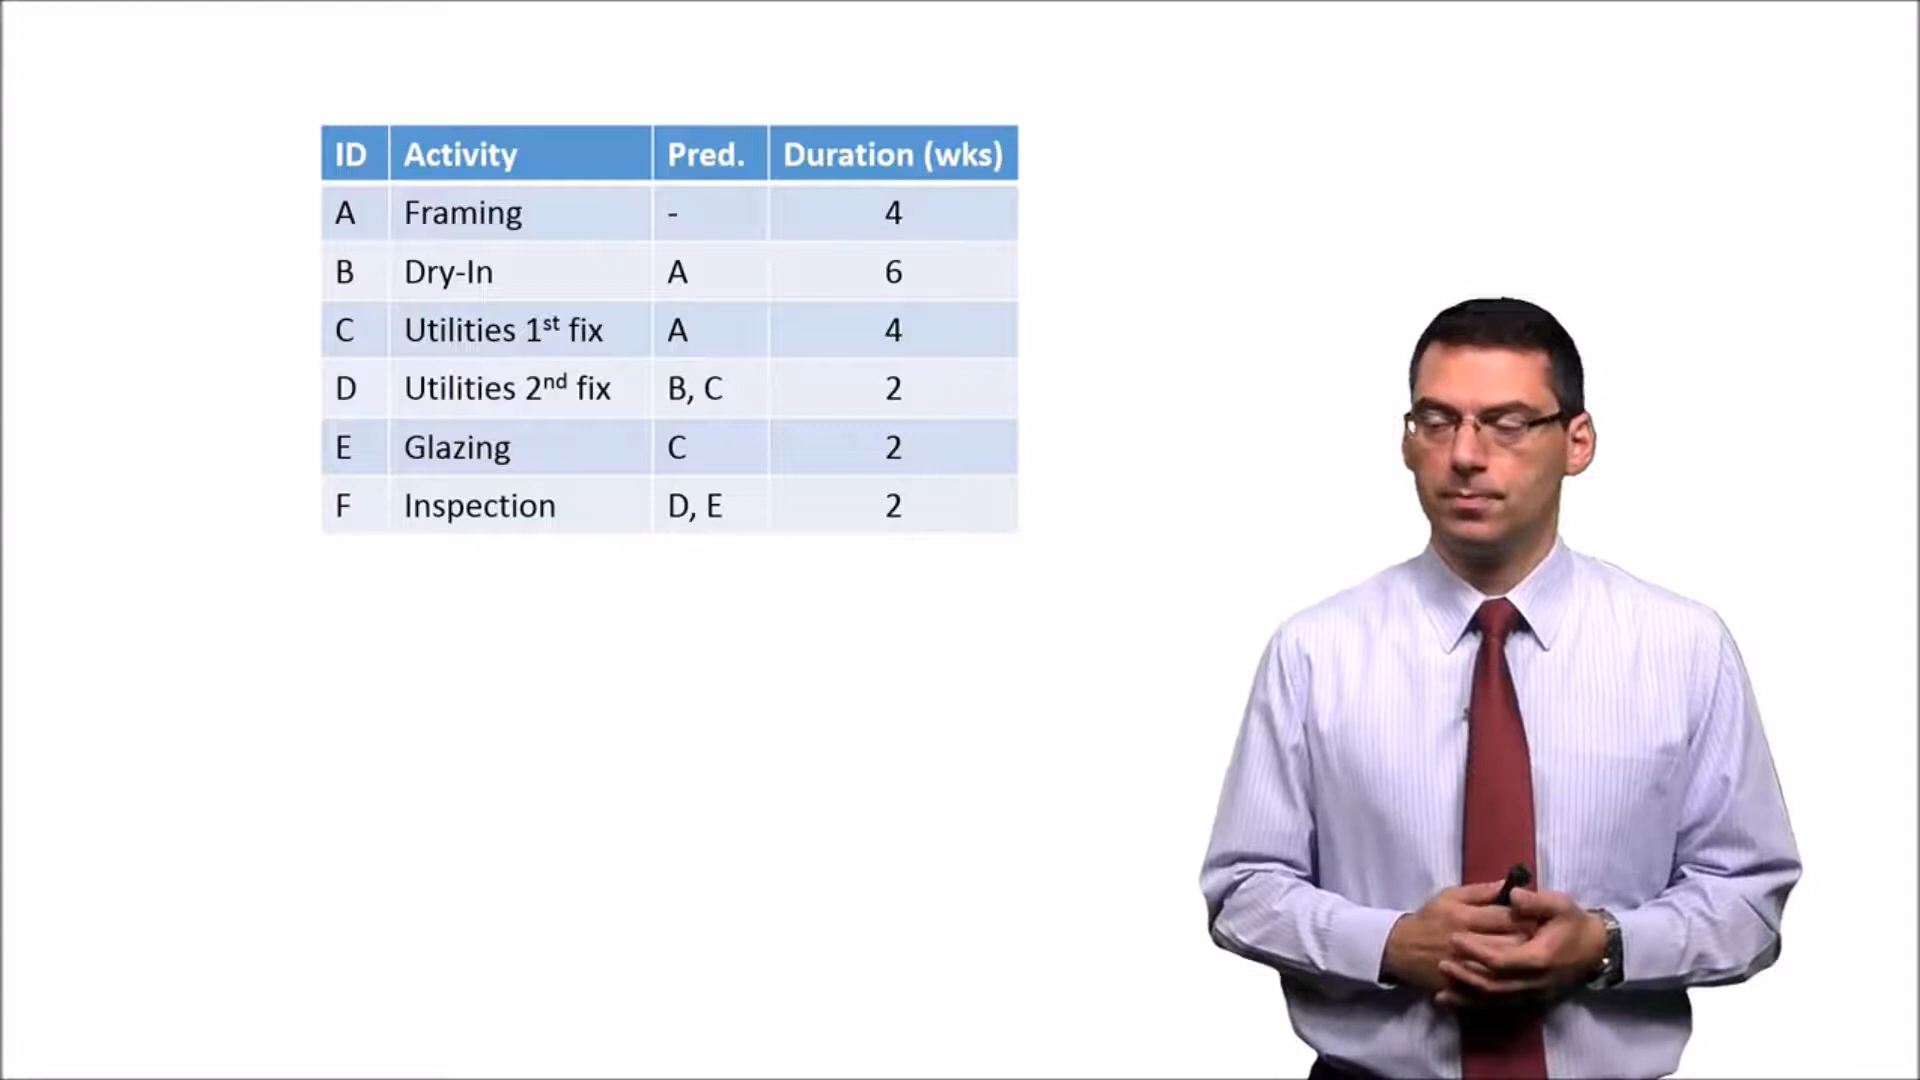 ID Activity Pred. Duration (wks)
A Framing - 4
B Dry-In A 6
C Utilities 1st fix A 4
D Utilities 2nd fix B, C 2
E Glazing C 2
F Inspection D, E 2